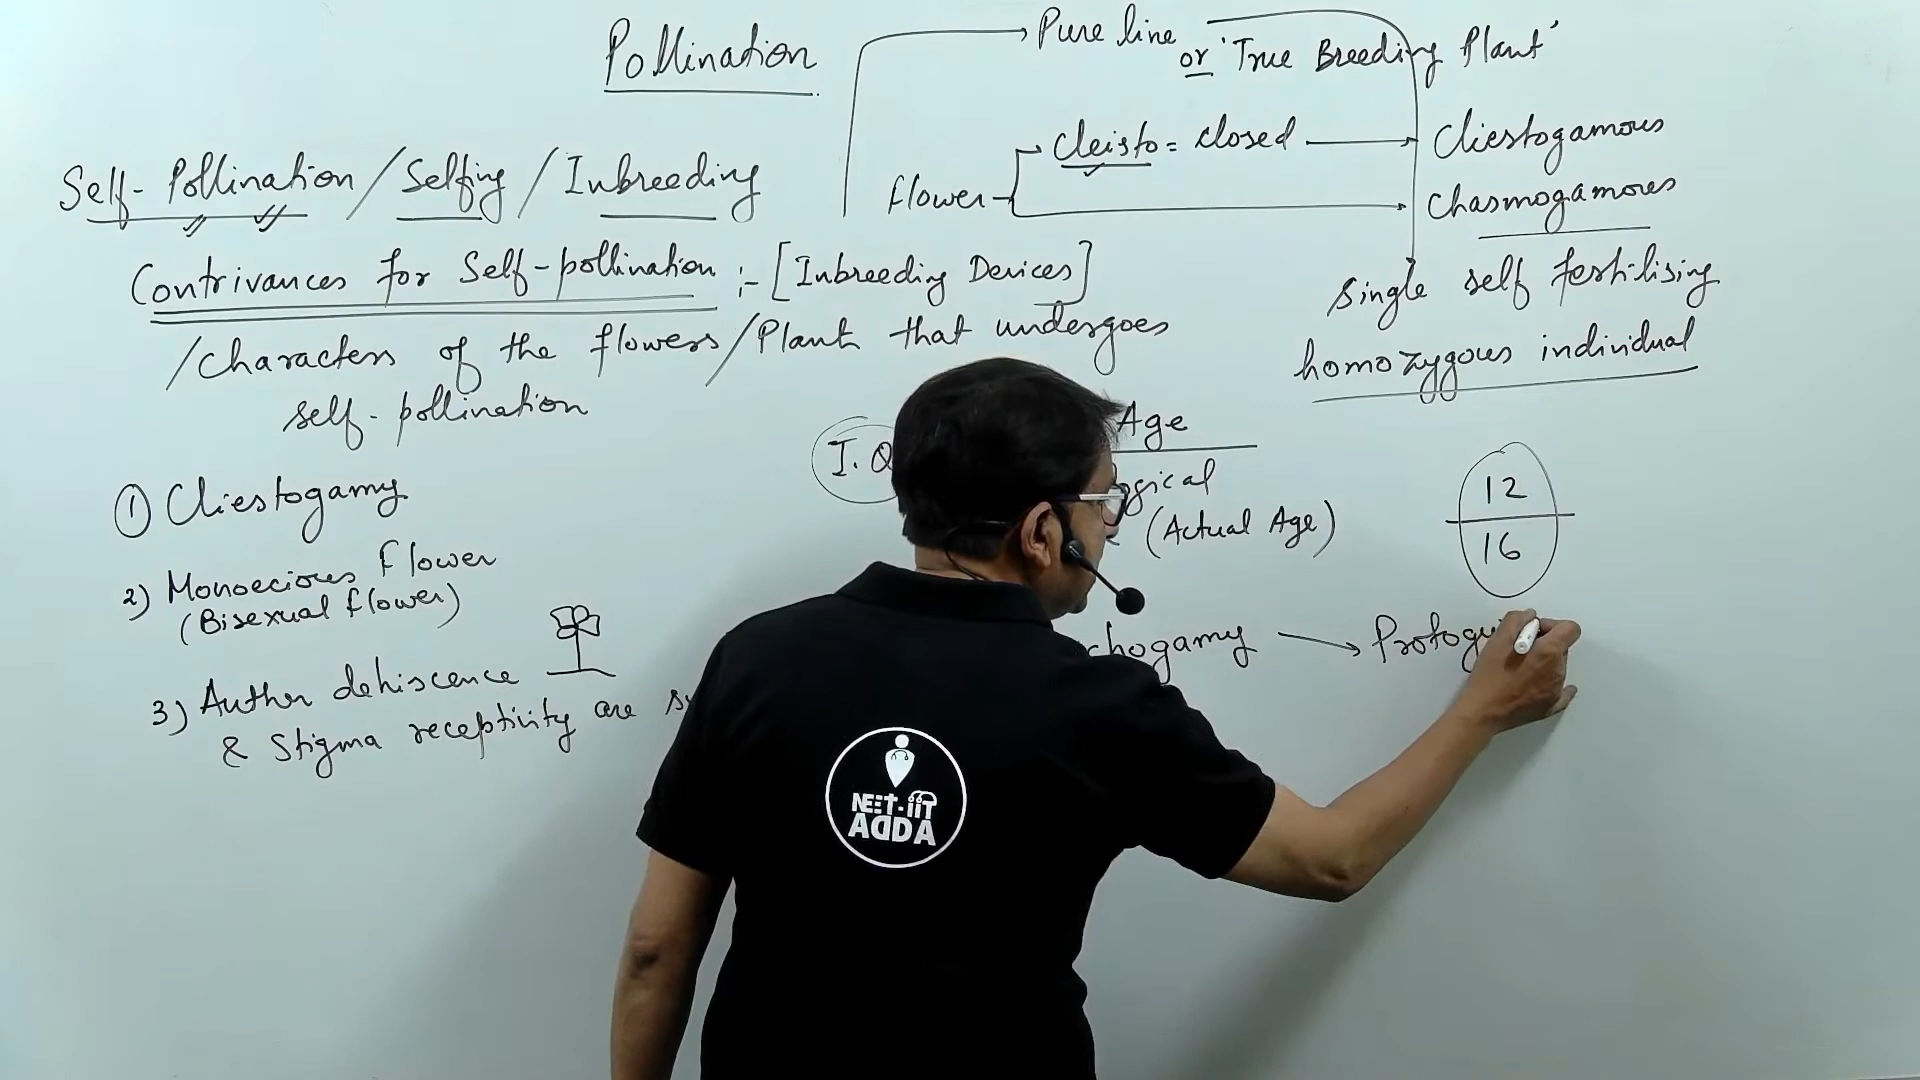 Pollination
Pure line
or 'True Breeding Plant'
Cleisto = closed
Cliestogamous
Self-Pollination / Selfing / Inbreeding
flower
Chasmogamous
Contrivances for Self-pollination :- [Inbreeding Devices]
single self fertilising
/characters of the flowers/Plant that undergoes
homozygous individual
self-pollination
Age
I.Q
(Actual Age)
12
16
① Cliestogamy
2) Monoecious flower
(Bisexual flower)
chogamy
3) Anther dehiscence
& Stigma receptivity are
NEET-IIT
ADDA